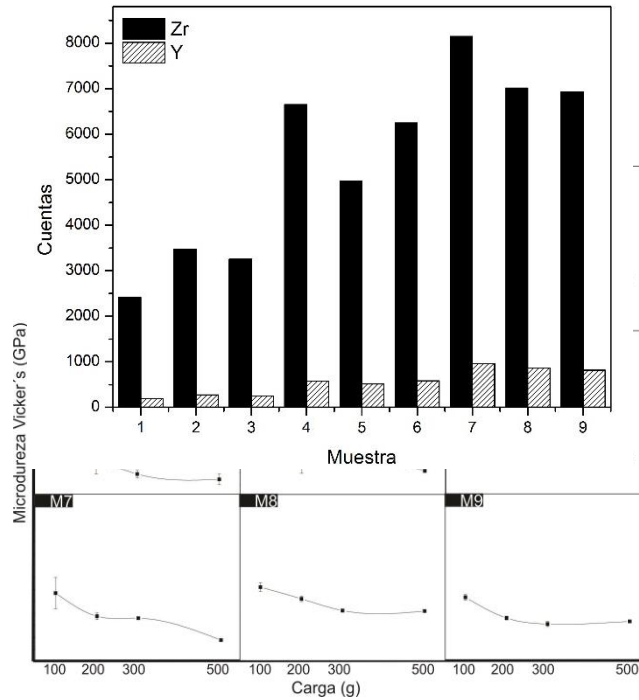 Zr
Y
8000
7000
6000
5000
4000
3000
2000
1000
0
Cuentas
1 2 3 4 5 6 7 8 9
Muestra
Microdureza Vicker´s (GPa)
M7 M8 M9
100 200 300 500 100 200 300 500 100 200 300 500
Carga (g)